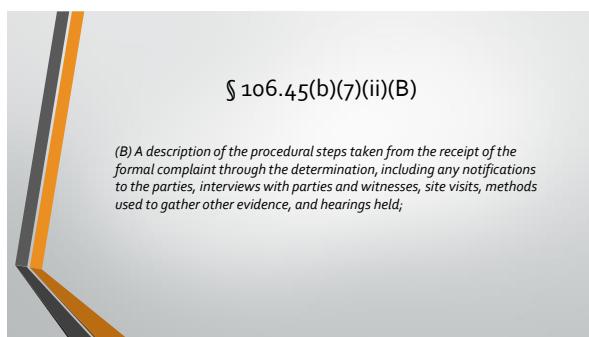 § 106.45(b)(7)(ii)(B)
(B) A description of the procedural steps taken from the receipt of the
formal complaint through the determination, including any notifications
to the parties, interviews with parties and witnesses, site visits, methods
used to gather other evidence, and hearings held;